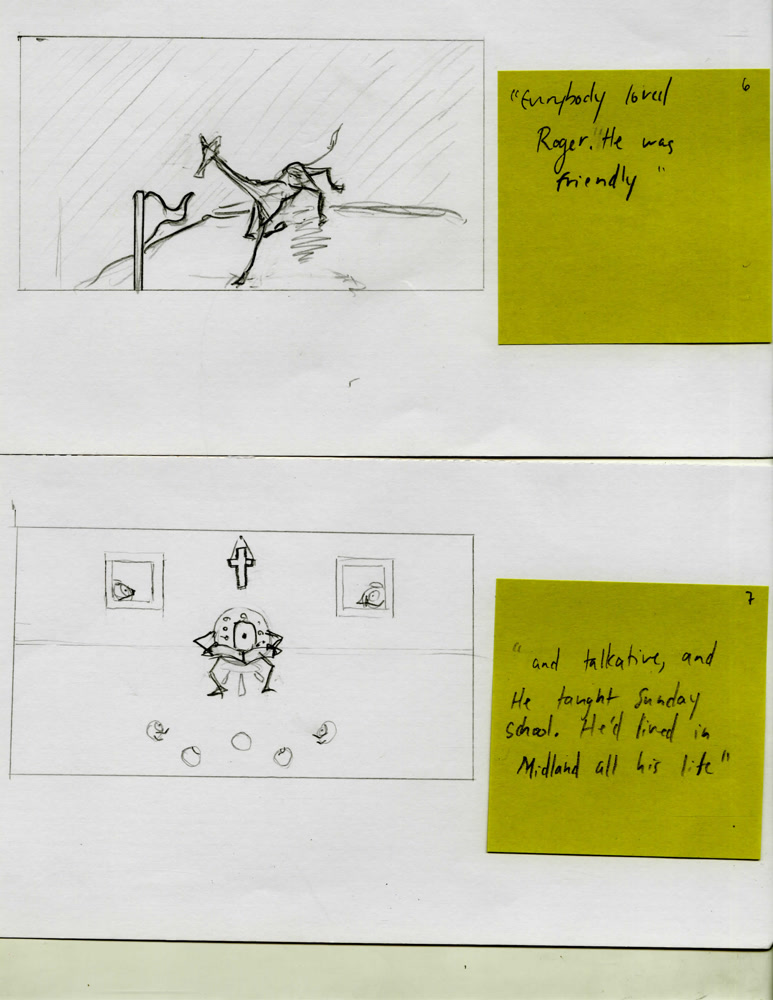 6
"Everybody loved
Roger. "He was
friendly"
7
"and talkative, and
He taught Sunday
school. He'd lived in
Midland all his life"